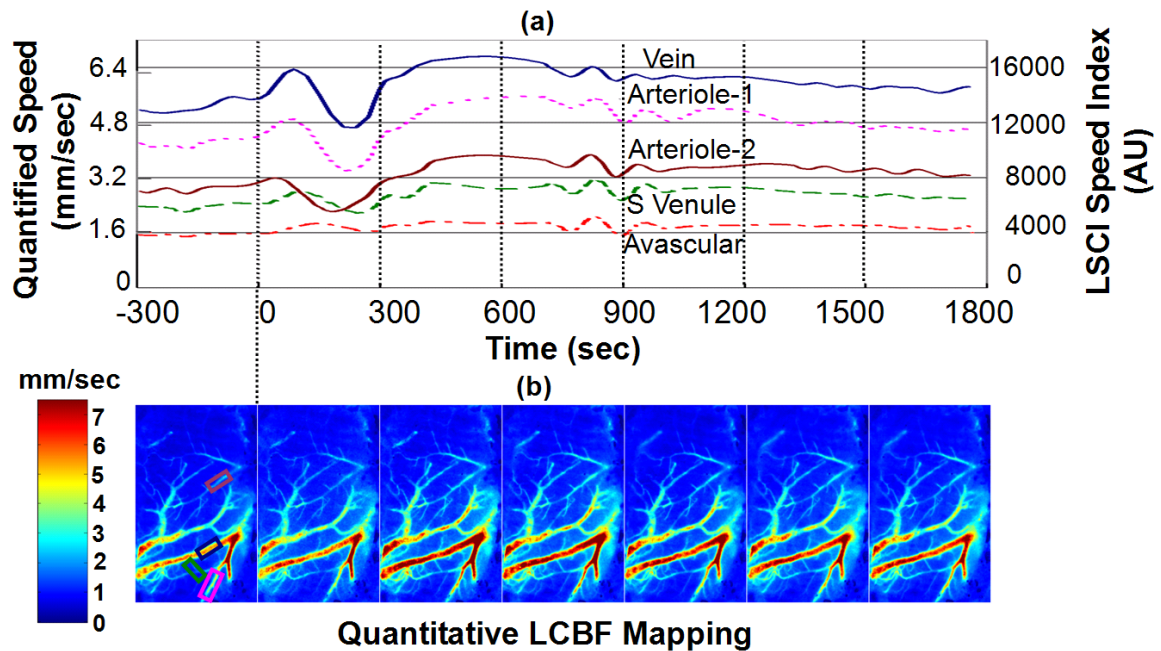 (a)
Quantified Speed
(mm/sec)
6.4
4.8
3.2
1.6
0
Vein
Arteriole-1
Arteriole-2
S Venule
Avascular
16000
12000
8000
4000
0
LSCI Speed Index
(AU)
-300 0 300 600 900 1200 1500 1800
Time (sec)
(b)
mm/sec
7
6
5
4
3
2
1
0
Quantitative LCBF Mapping